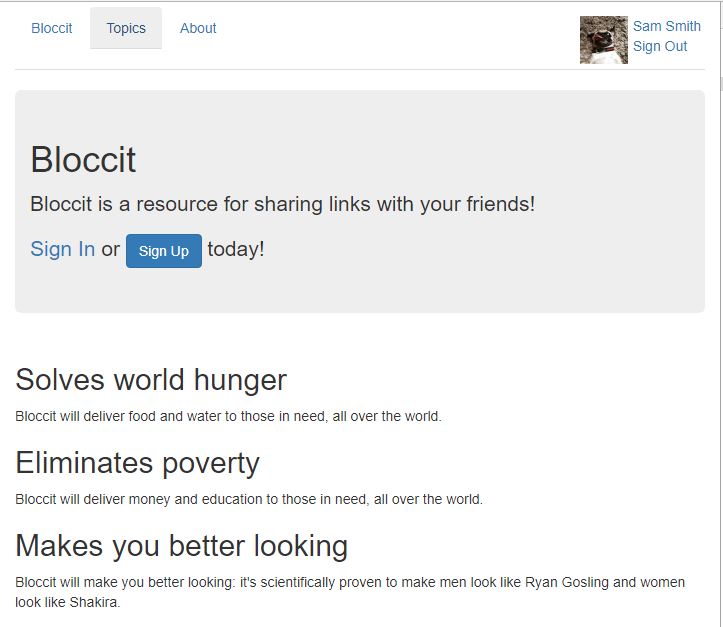 Bloccit Topics About Sam Smith
Sign Out
Bloccit
Bloccit is a resource for sharing links with your friends!
Sign In or Sign Up today!
Solves world hunger
Bloccit will deliver food and water to those in need, all over the world.
Eliminates poverty
Bloccit will deliver money and education to those in need, all over the world.
Makes you better looking
Bloccit will make you better looking: it's scientifically proven to make men look like Ryan Gosling and women
look like Shakira.